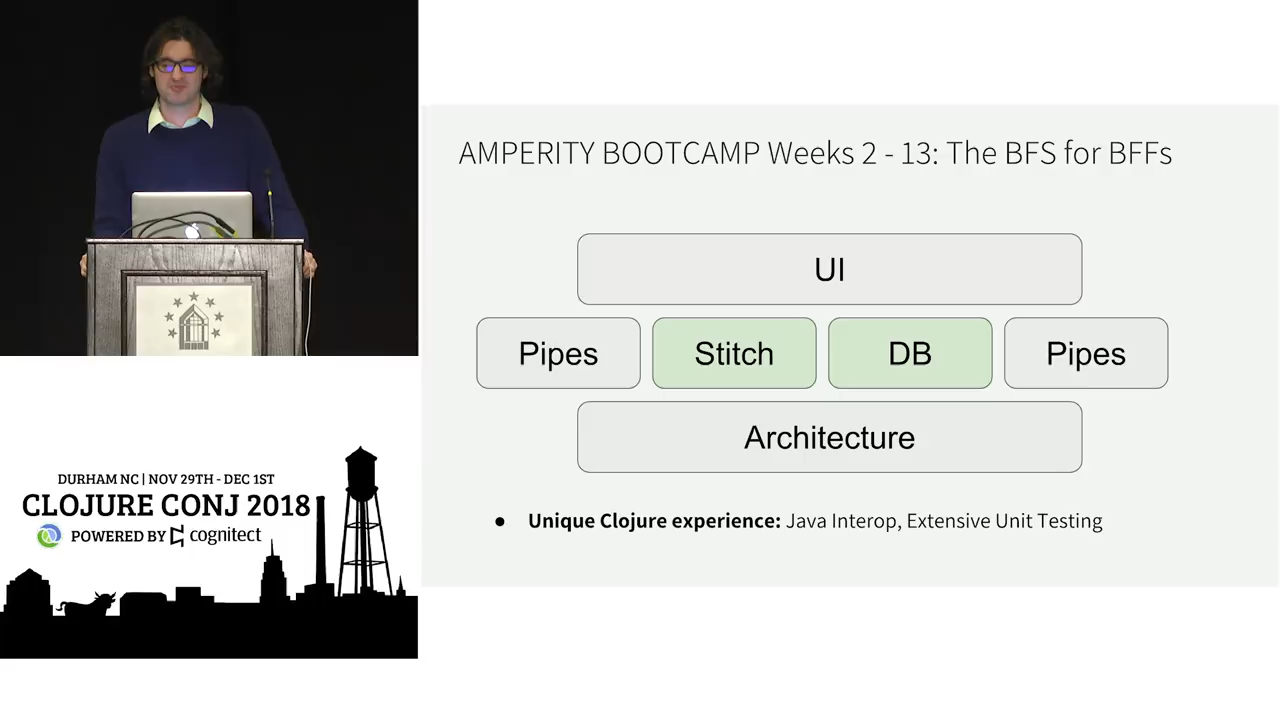 AMPERITY BOOTCAMP Weeks 2 - 13: The BFS for BFFs
UI
Pipes
Stitch
DB
Pipes
Architecture
● Unique Clojure experience: Java Interop, Extensive Unit Testing
DURHAM NC | NOV 29TH - DEC 1ST
CLOJURE CONJ 2018
POWERED BY cognitect